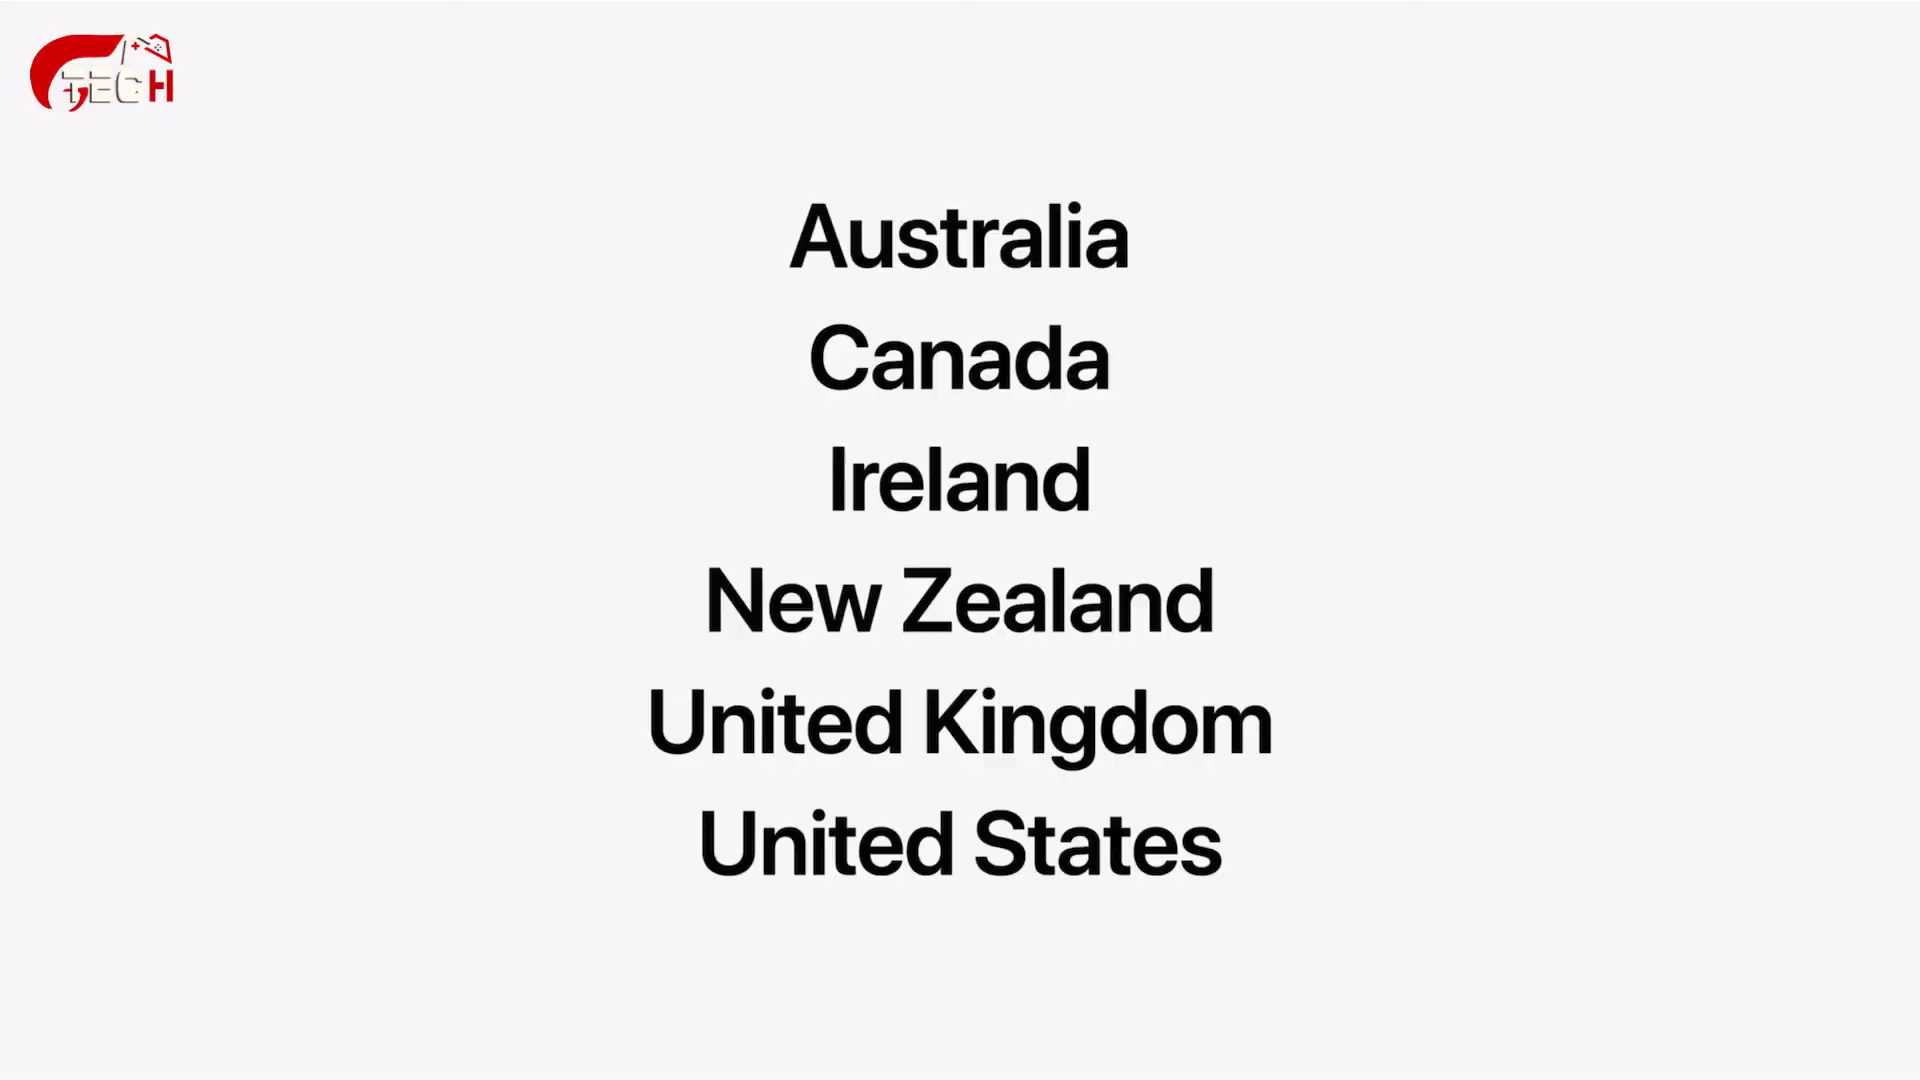 TECH
Australia
Canada
Ireland
New Zealand
United Kingdom
United States